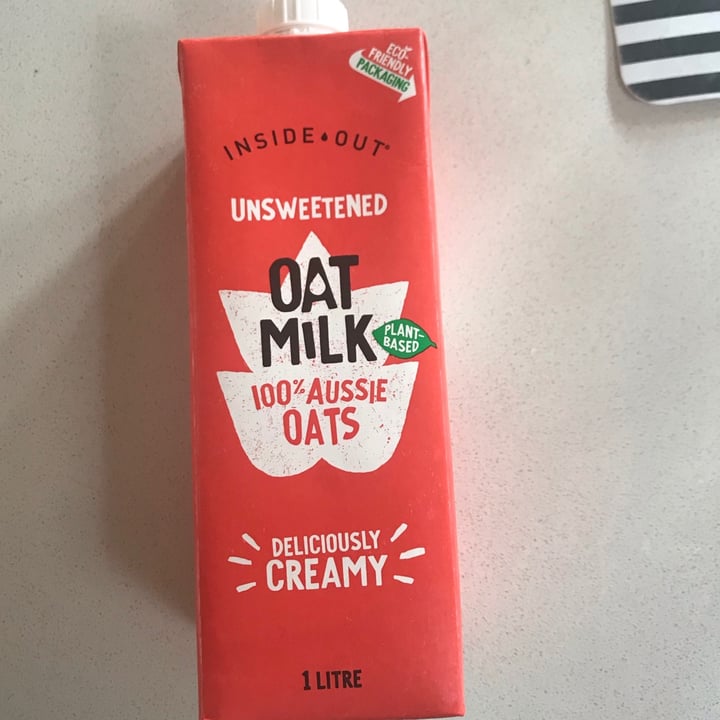 ECO-
FRIENDLY
PACKAGING
INSIDE OUT
UNSWEETENED
OAT
MILK
PLANT-
BASED
100% AUSSIE
OATS
DELICIOUSLY
CREAMY
1 LITRE